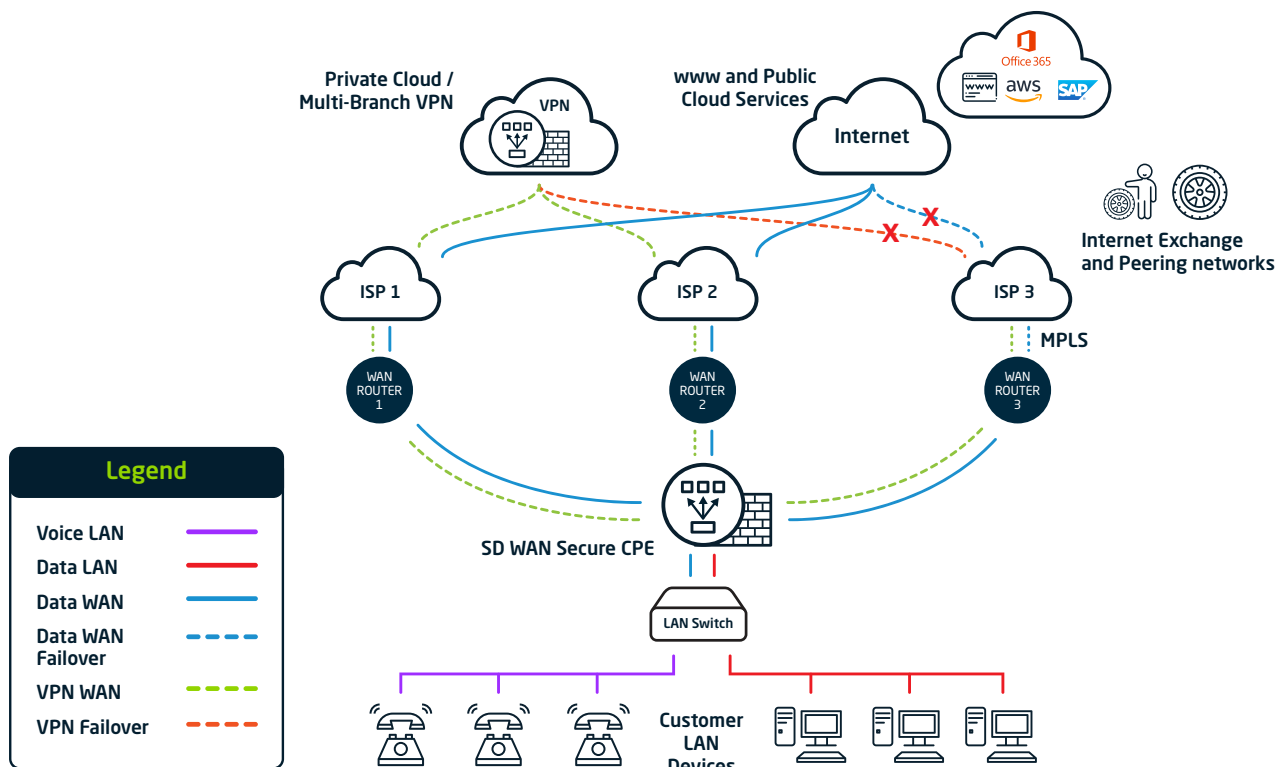 Office 365
www
aws
SAP
Private Cloud /
Multi-Branch VPN
VPN
www and Public
Cloud Services
Internet
X
X
Internet Exchange
and Peering networks
ISP 1
ISP 2
ISP 3
MPLS
WAN
ROUTER
1
WAN
ROUTER
2
WAN
ROUTER
3
Legend
Voice LAN
Data LAN
Data WAN
Data WAN
Failover
VPN WAN
VPN Failover
SD WAN Secure CPE
LAN Switch
Customer
LAN
Devices